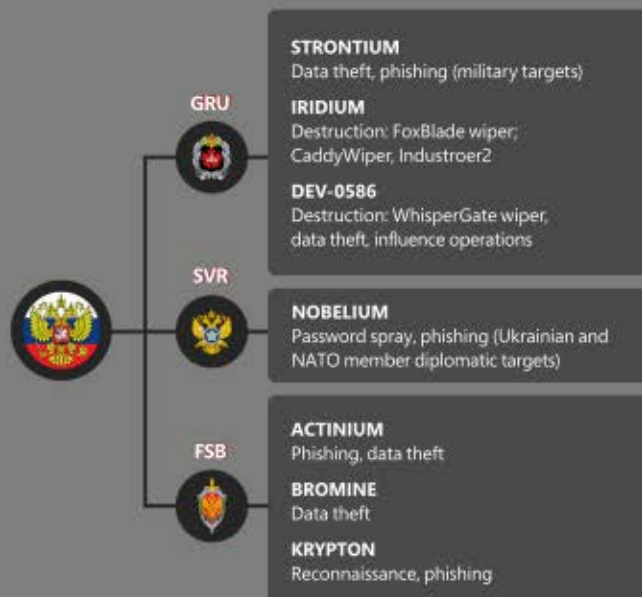 GRU
STRONTIUM
Data theft, phishing (military targets)
IRIDIUM
Destruction: FoxBlade wiper;
CaddyWiper, Industroer2
DEV-0586
Destruction: WhisperGate wiper,
data theft, influence operations
SVR
NOBELIUM
Password spray, phishing (Ukrainian and
NATO member diplomatic targets)
FSB
ACTINIUM
Phishing, data theft
BROMINE
Data theft
KRYPTON
Reconnaissance, phishing